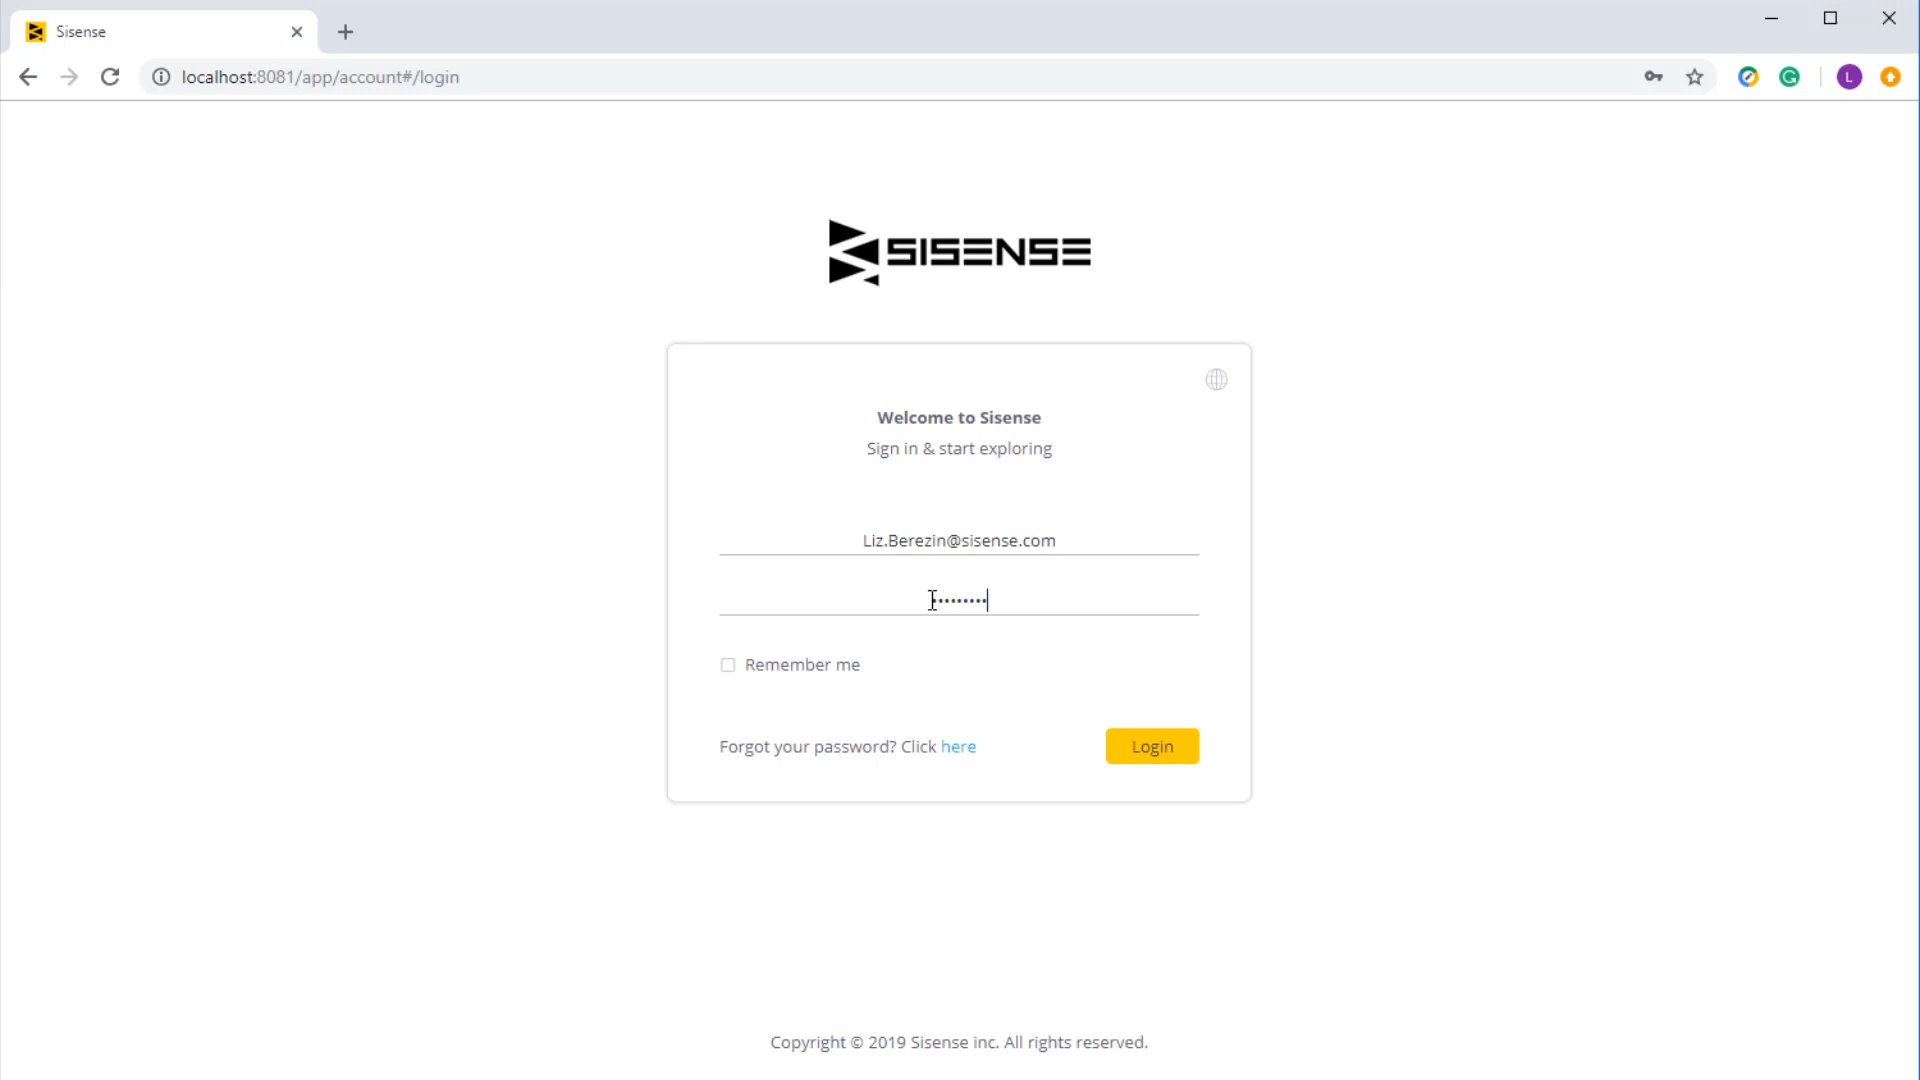 Sisense
localhost:8081/app/account#/login
L
SISENSE
Welcome to Sisense
Sign in & start exploring
Liz.Berezin@sisense.com
Remember me
Forgot your password? Click here
Login
Copyright © 2019 Sisense inc. All rights reserved.